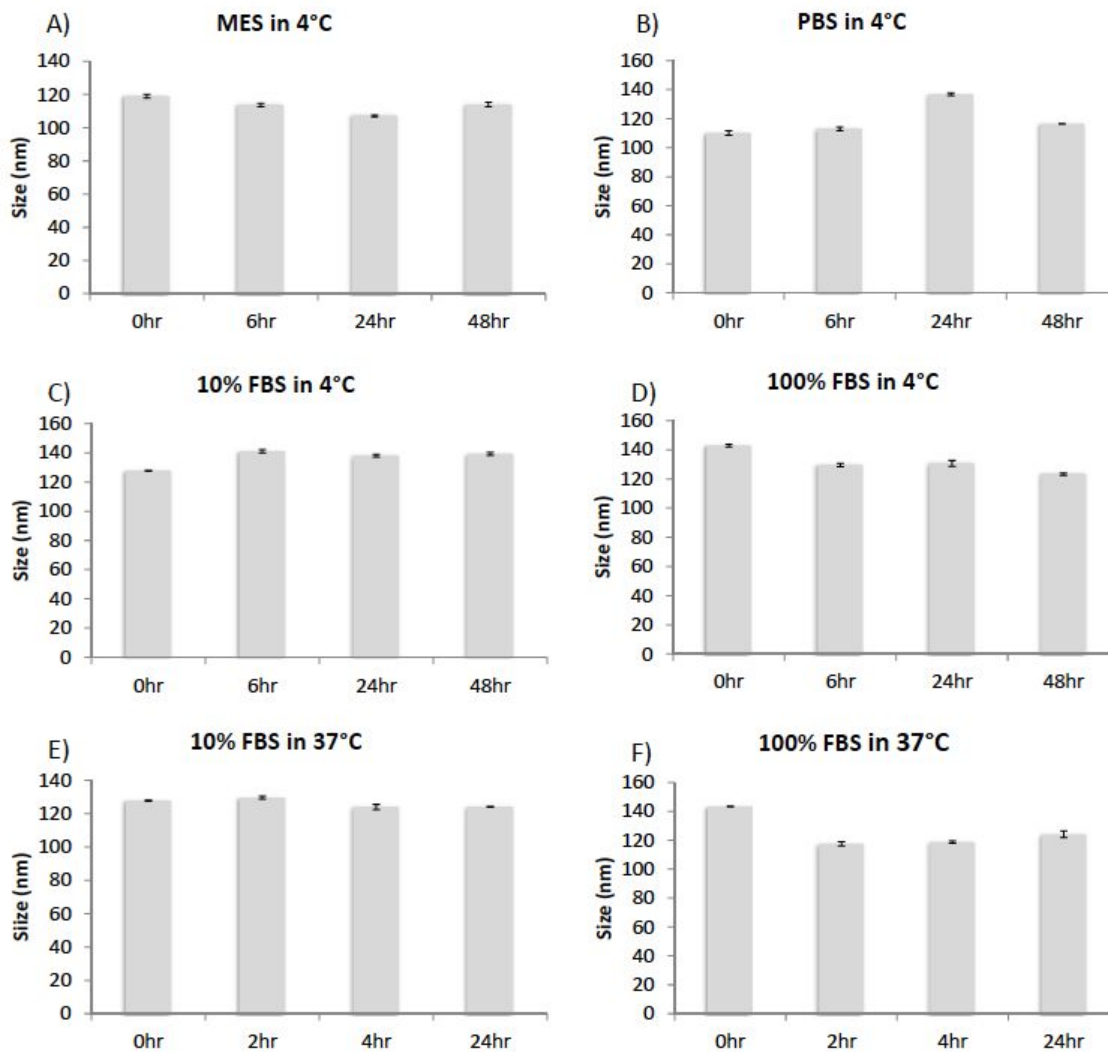 A)
MES in 4°C
Size (nm)
140
120
100
80
60
40
20
0
0hr 6hr 24hr 48hr
B)
PBS in 4°C
Size (nm)
160
140
120
100
80
60
40
20
0
0hr 6hr 24hr 48hr
C)
10% FBS in 4°C
Size (nm)
160
140
120
100
80
60
40
20
0
0hr 6hr 24hr 48hr
D)
100% FBS in 4°C
Size (nm)
160
140
120
100
80
60
40
20
0
0hr 6hr 24hr 48hr
E)
10% FBS in 37°C
Siize (nm)
140
120
100
80
60
40
20
0
0hr 2hr 4hr 24hr
F)
100% FBS in 37°C
Size (nm)
160
140
120
100
80
60
40
20
0
0hr 2hr 4hr 24hr